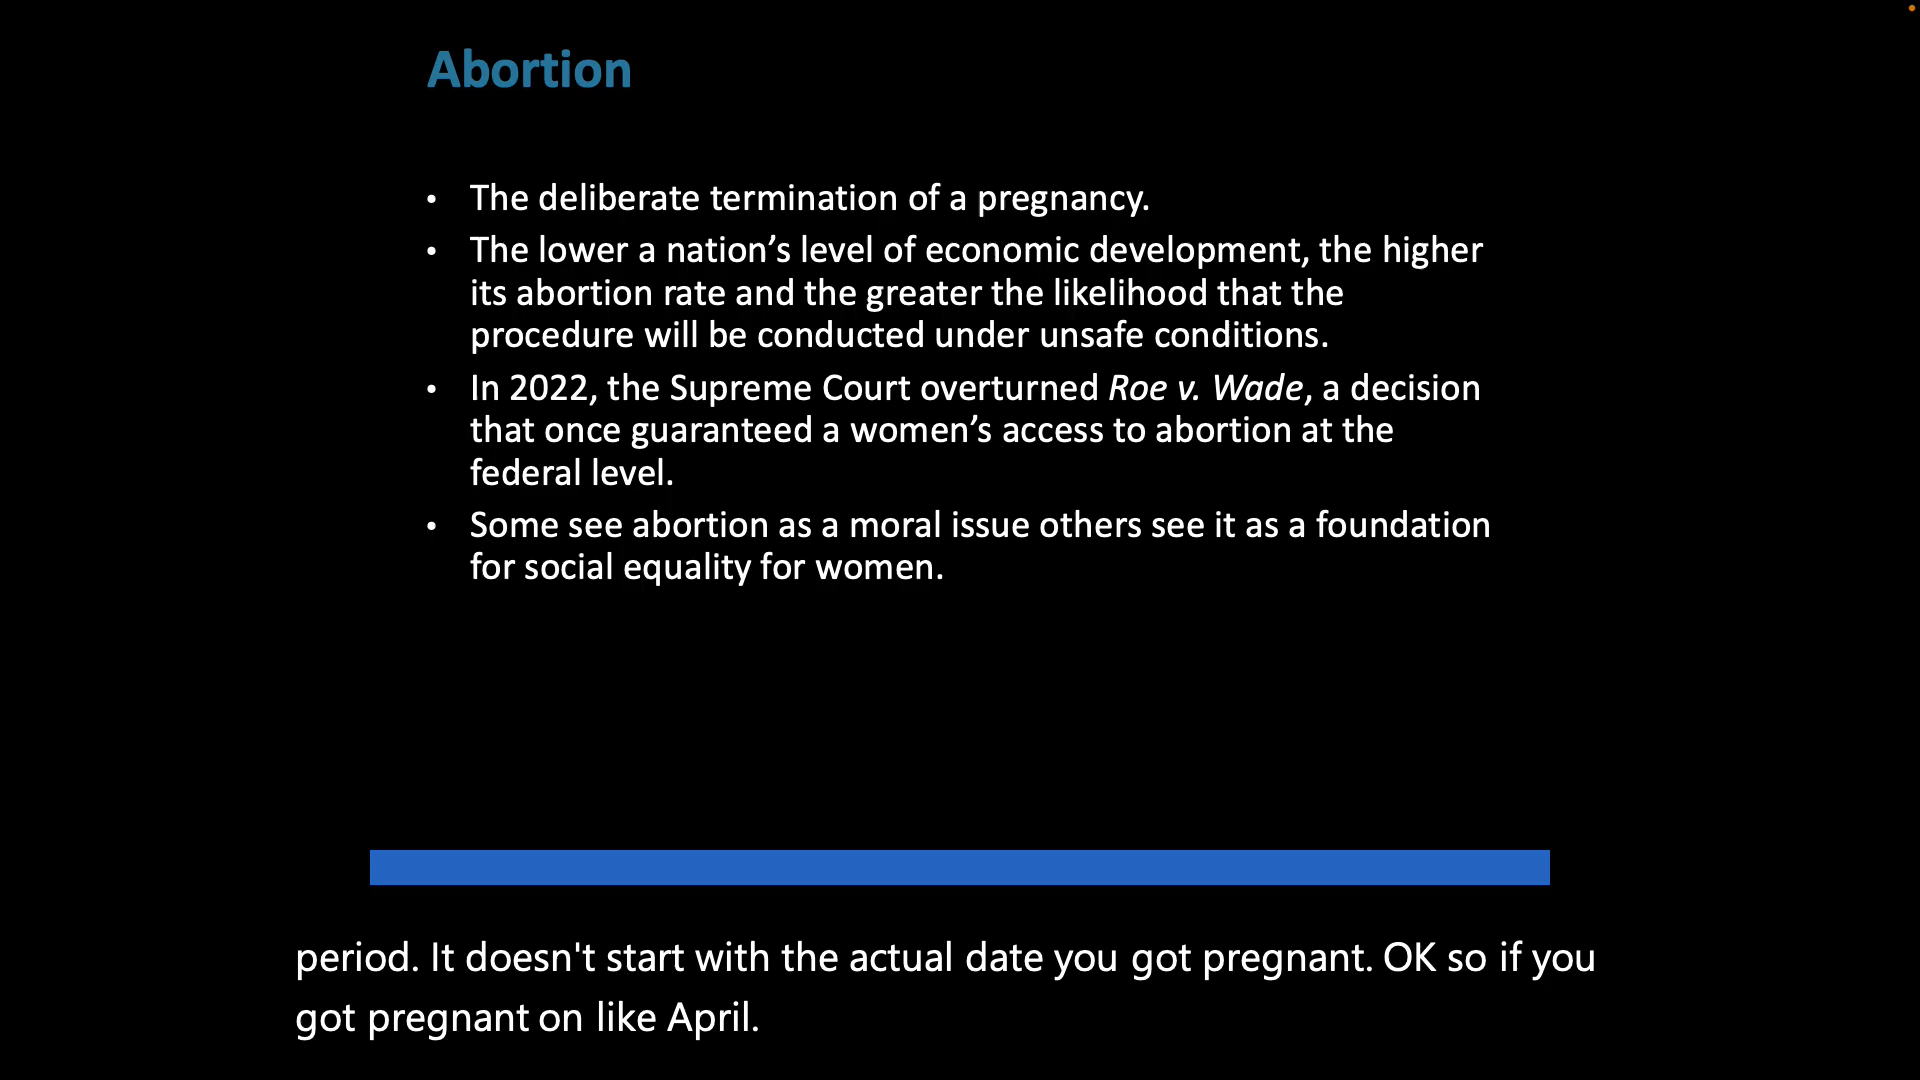 Abortion
• The deliberate termination of a pregnancy.
• The lower a nation’s level of economic development, the higher
its abortion rate and the greater the likelihood that the
procedure will be conducted under unsafe conditions.
• In 2022, the Supreme Court overturned Roe v. Wade, a decision
that once guaranteed a women’s access to abortion at the
federal level.
• Some see abortion as a moral issue others see it as a foundation
for social equality for women.
period. It doesn't start with the actual date you got pregnant. OK so if you
got pregnant on like April.